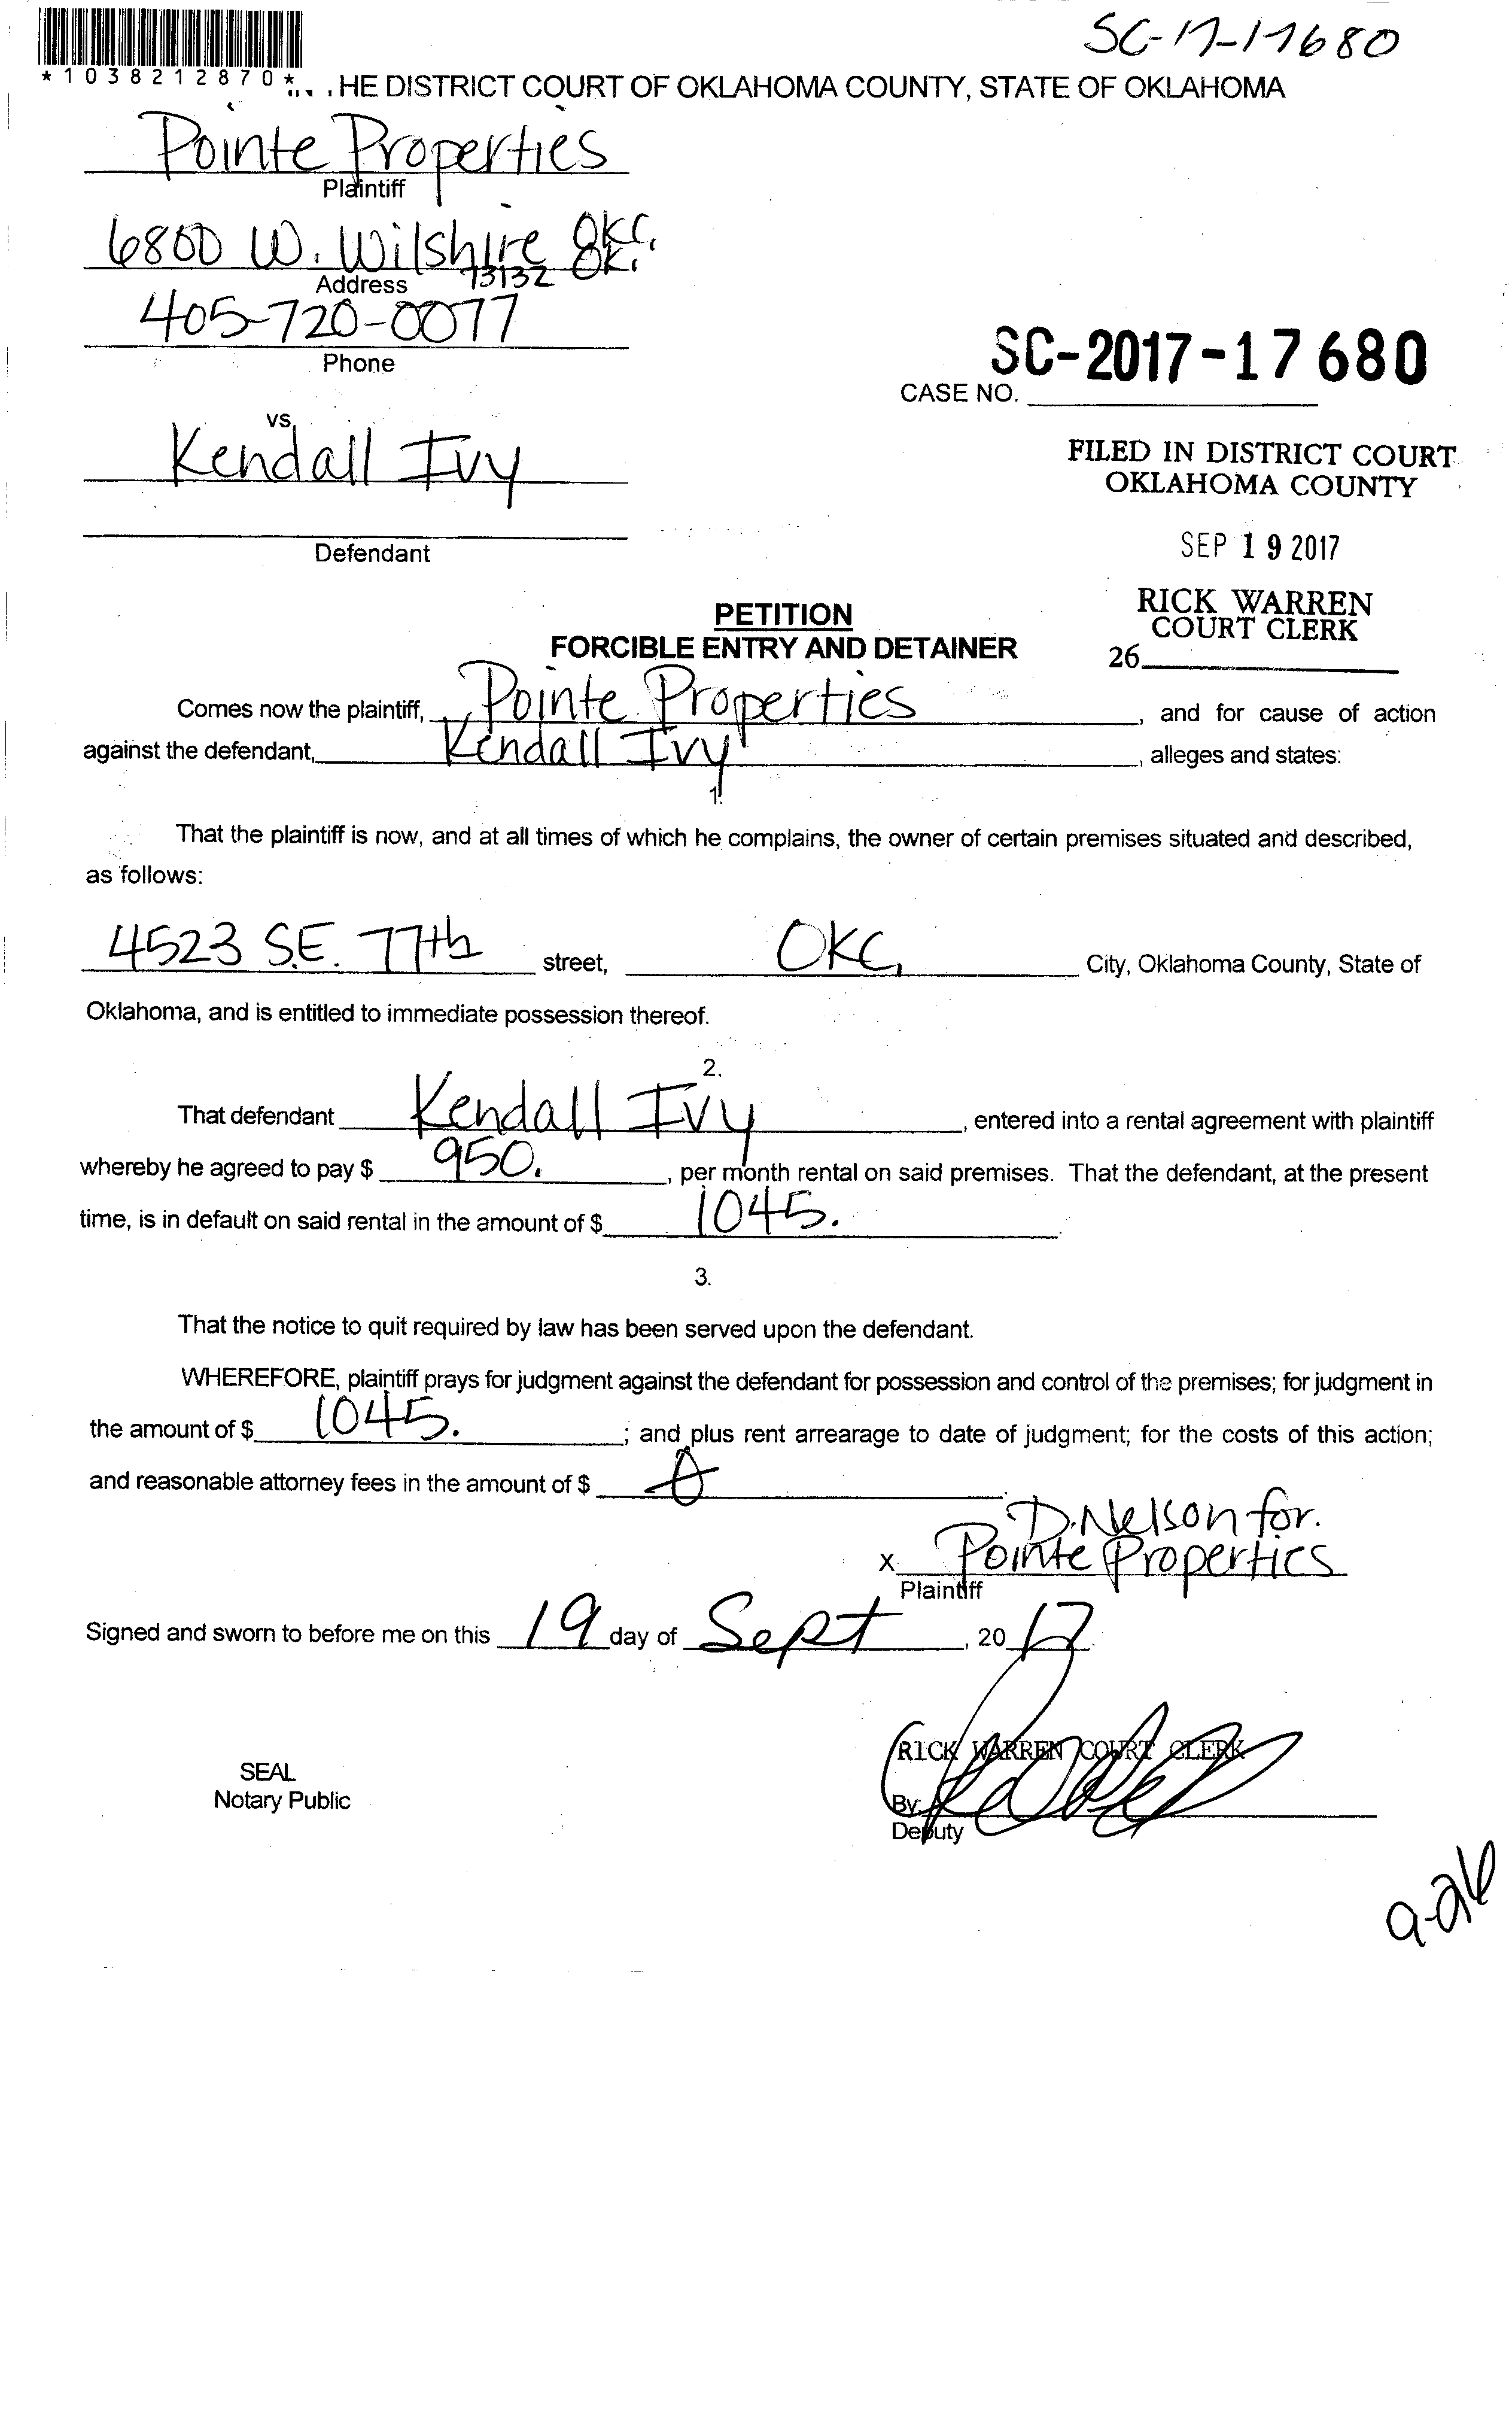 SC-17-17680
*1038212870*
HE DISTRICT COURT OF OKLAHOMA COUNTY, STATE OF OKLAHOMA
Pointe Properties
Plaintiff
6800 W. Wilshire OKC, OK.
73132
Address
405-720-0077
Phone
SC-2017-17680
CASE NO.
vs.
Kendall Ivy
Defendant
FILED IN DISTRICT COURT
OKLAHOMA COUNTY
SEP 19 2017
RICK WARREN
COURT CLERK
26
PETITION
FORCIBLE ENTRY AND DETAINER
Comes now the plaintiff, Pointe Properties, and for cause of action
against the defendant, Kendall Ivy, alleges and states:
1.
That the plaintiff is now, and at all times of which he complains, the owner of certain premises situated and described,
as follows:
4523 S.E. 77th street, OKC, City, Oklahoma County, State of
Oklahoma, and is entitled to immediate possession thereof.
2.
That defendant Kendall Ivy, entered into a rental agreement with plaintiff
whereby he agreed to pay $ 950., per month rental on said premises. That the defendant, at the present
time, is in default on said rental in the amount of $ 1045.
3.
That the notice to quit required by law has been served upon the defendant.
WHEREFORE, plaintiff prays for judgment against the defendant for possession and control of the premises; for judgment in
the amount of $ 1045. ; and plus rent arrearage to date of judgment; for the costs of this action;
and reasonable attorney fees in the amount of $ 0.
D. Nelson for.
x Pointe Properties
Plaintiff
Signed and sworn to before me on this 19 day of Sept, 20 17.
RICK WARREN COURT CLERK
SEAL
Notary Public
By:
Deputy
9-26